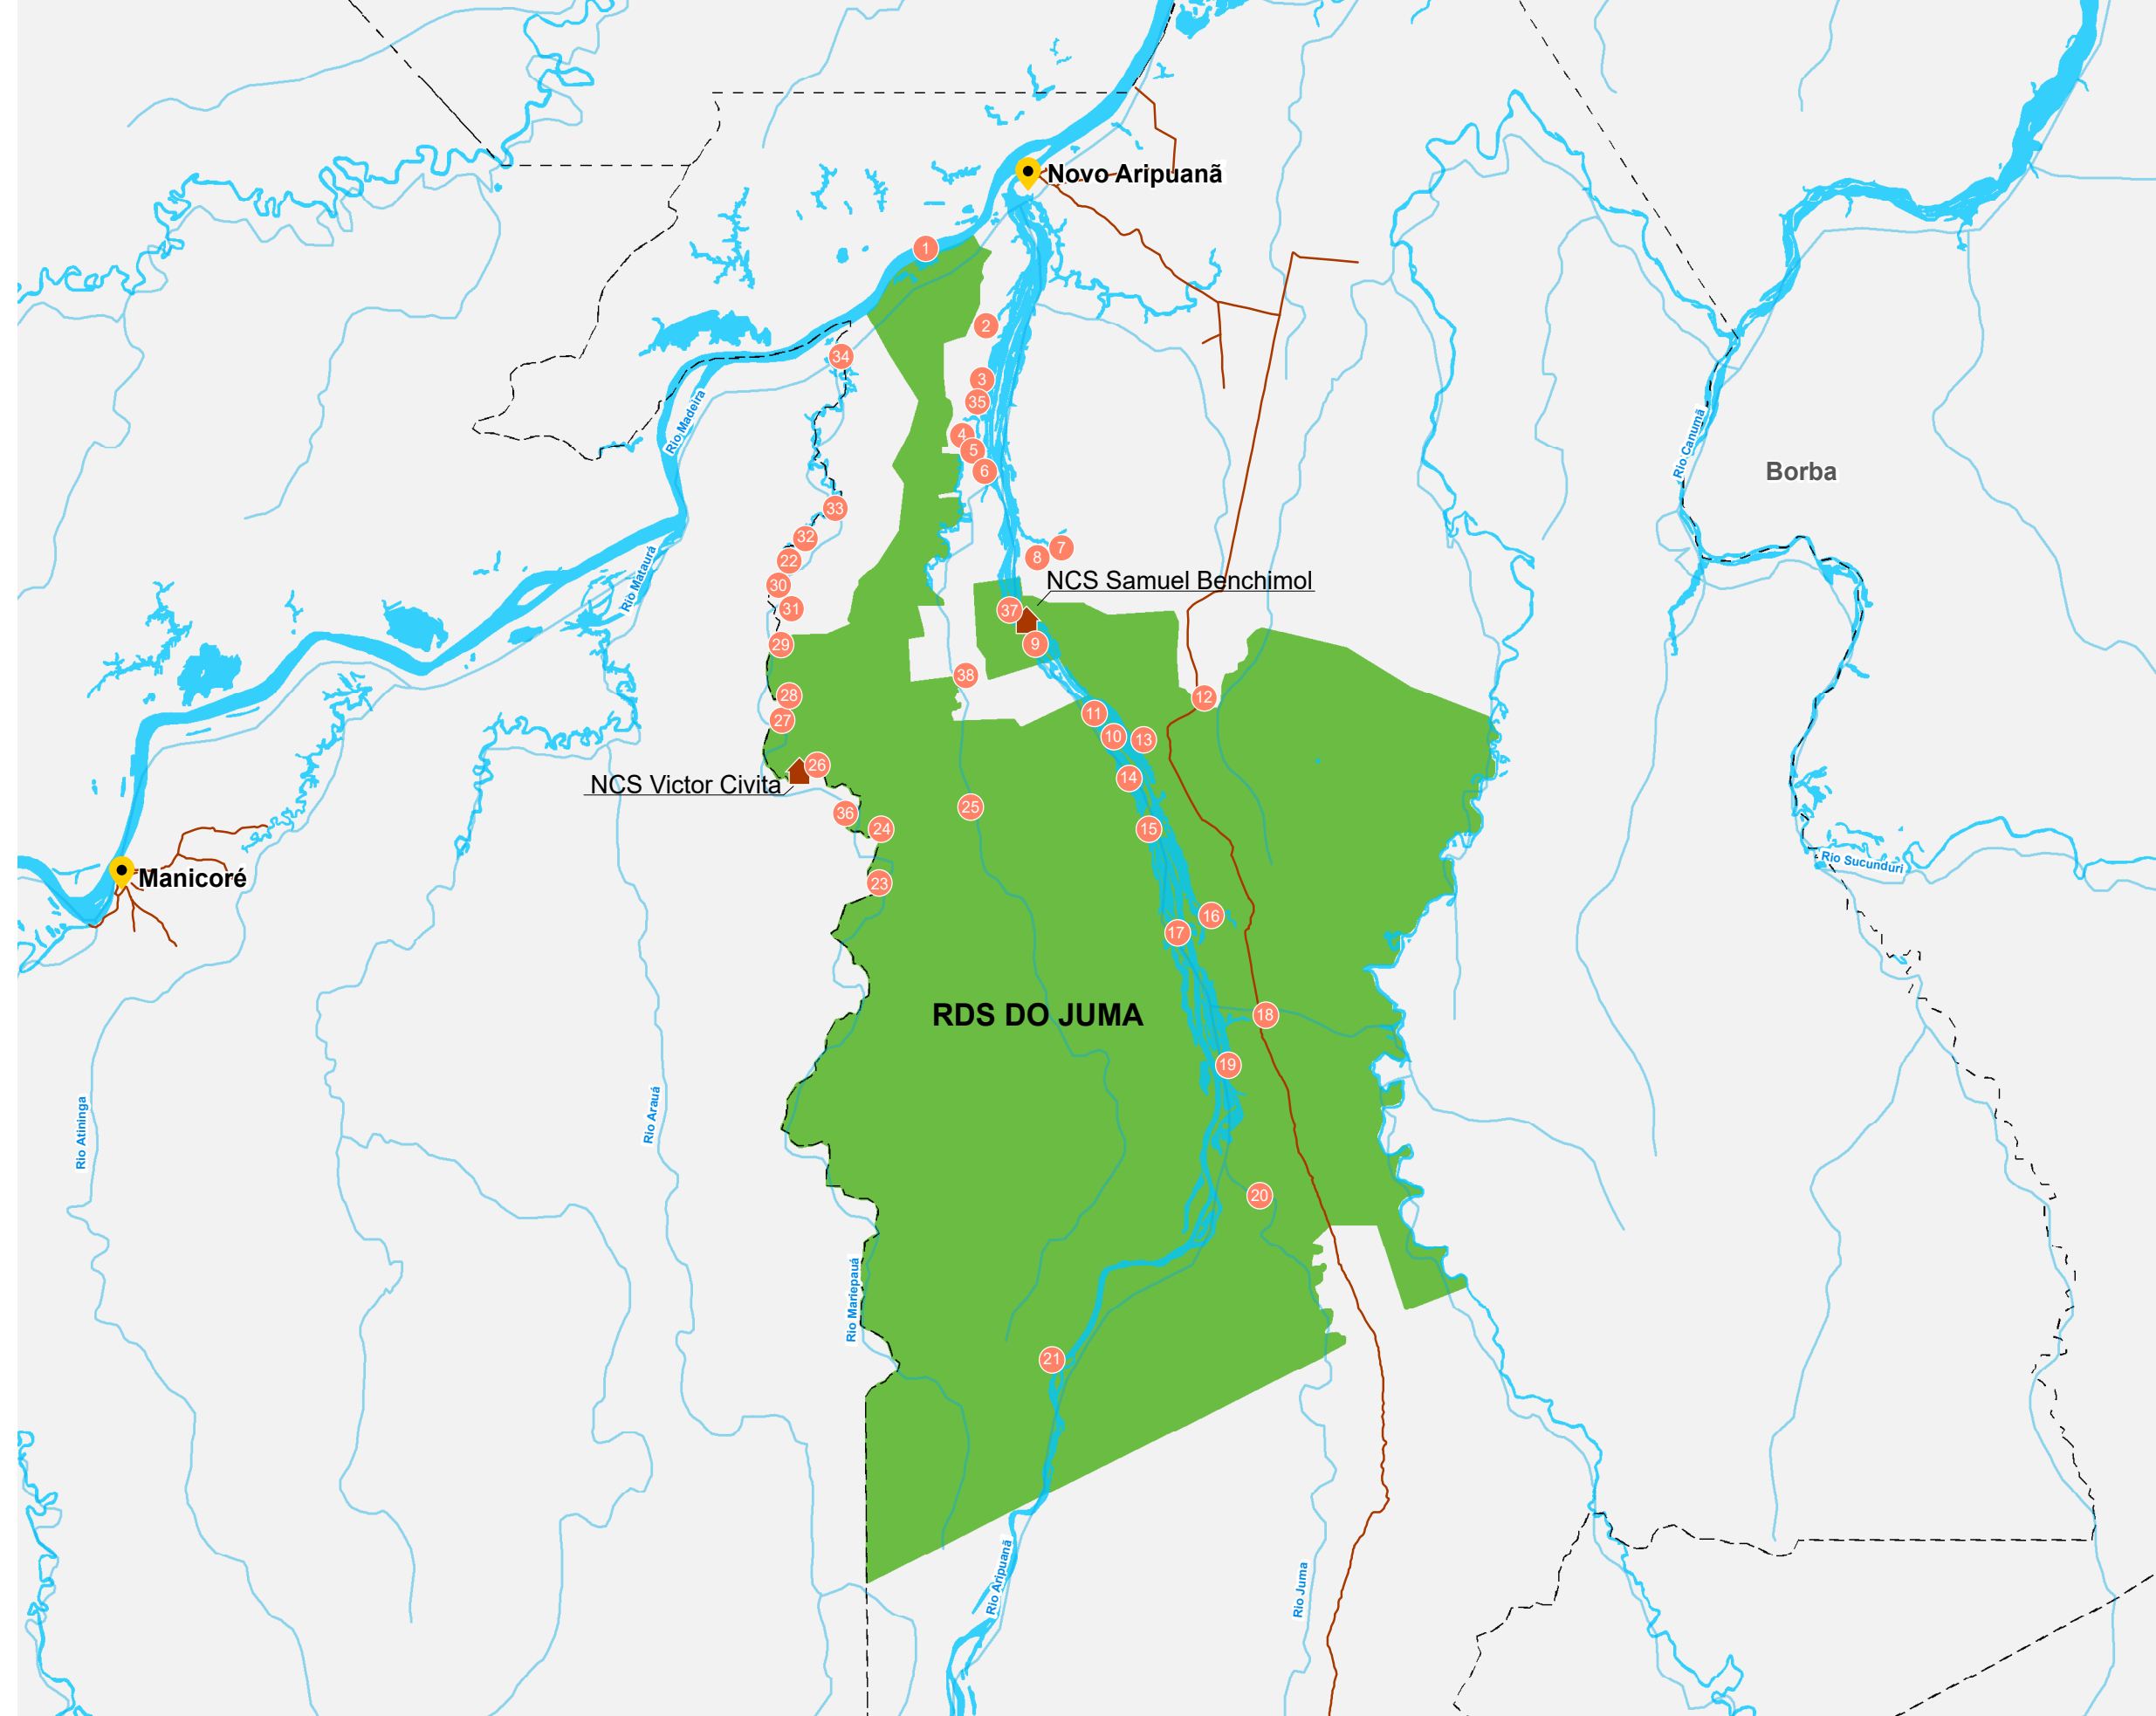 Novo Aripuanã
1
2
34
3
35
Rio Madeira
4
5
6
Rio Canumã
Borba
33
32
22
7
8
Rio Mataurá
30
31
NCS Samuel Benchimol
37
29
9
38
28
12
27
11
10
13
26
NCS Victor Civita
14
25
36
24
15
Rio Sucunduri
Manicoré
23
16
17
RDS DO JUMA
18
19
Rio Atininga
Rio Arauá
20
Rio Mariepauá
21
Rio Aripuanã
Rio Juma